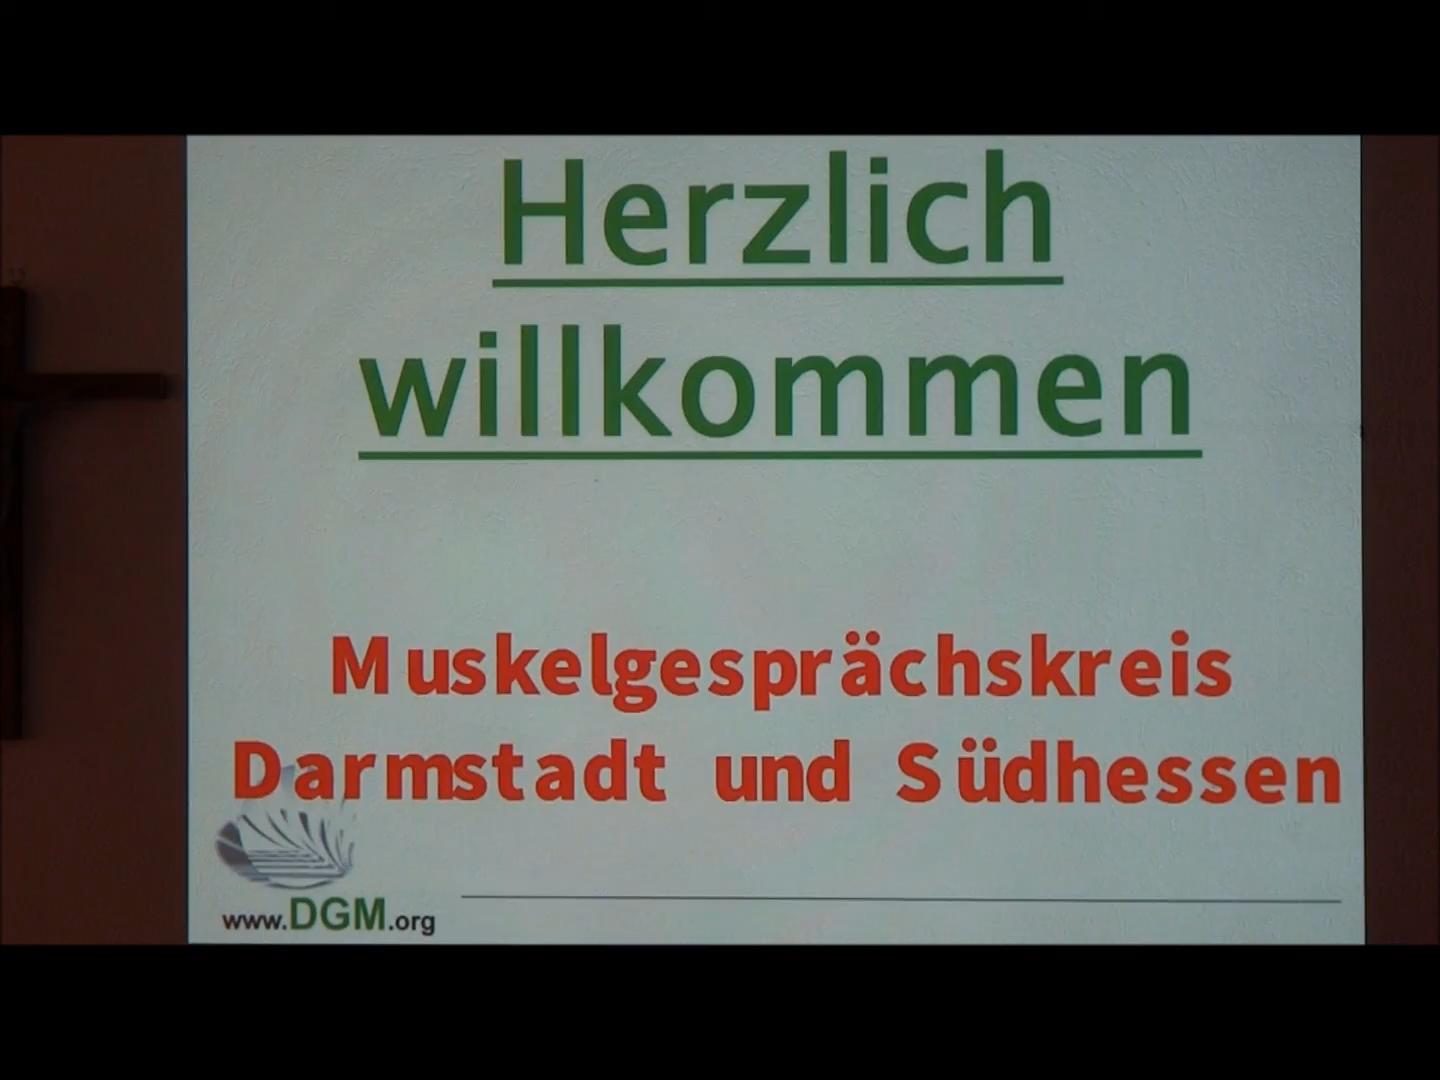 Herzlich
willkommen
Muskelgesprächskreis
Darmstadt und Südhessen
www.DGM.org